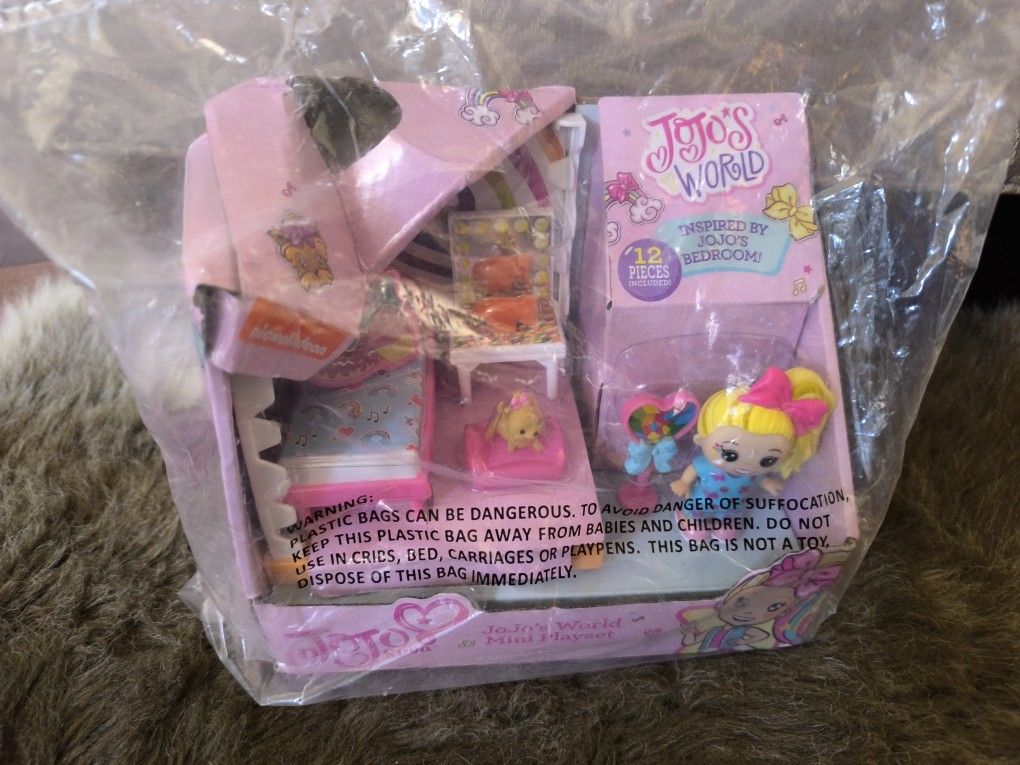 JOJO'S
WORLD
INSPIRED BY
JOJO'S
BEDROOM!
12
PIECES
INCLUDED!
nickelodeon
WARNING:
PLASTIC BAGS CAN BE DANGEROUS. TO AVOID DANGER OF SUFFOCATION,
KEEP THIS PLASTIC BAG AWAY FROM BABIES AND CHILDREN. DO NOT
USE IN CRIBS, BED, CARRIAGES OR PLAYPENS. THIS BAG IS NOT A TOY,
DISPOSE OF THIS BAG IMMEDIATELY.
JOJO
Siwa
JoJo's World
Mini Playset